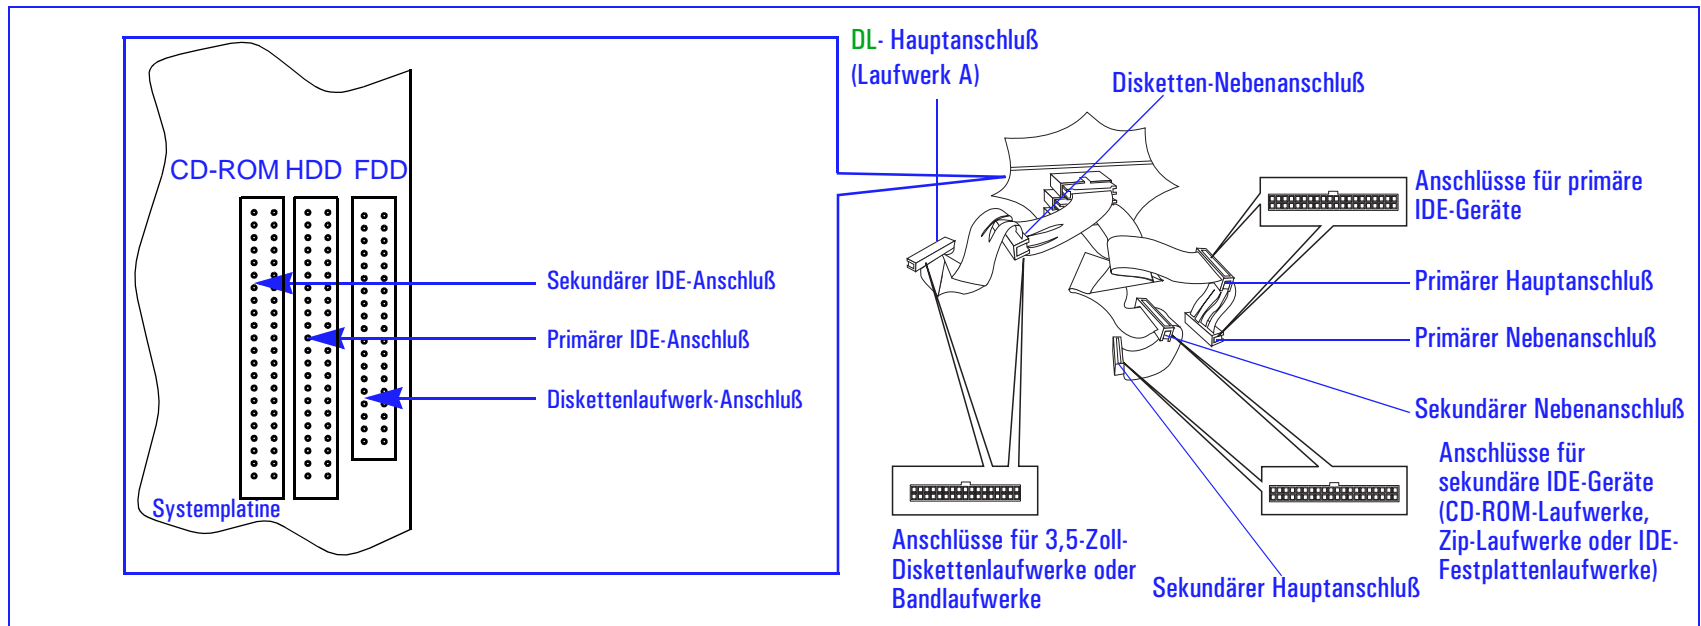 DL- Hauptanschluß
(Laufwerk A)
Disketten-Nebenanschluß
CD-ROM HDD FDD
Anschlüsse für primäre
IDE-Geräte
Sekundärer IDE-Anschluß
Primärer Hauptanschluß
Primärer IDE-Anschluß
Primärer Nebenanschluß
Diskettenlaufwerk-Anschluß
Sekundärer Nebenanschluß
Systemplatine
Anschlüsse für
sekundäre IDE-Geräte
(CD-ROM-Laufwerke,
Zip-Laufwerke oder IDE-
Festplattenlaufwerke)
Anschlüsse für 3,5-Zoll-
Diskettenlaufwerke oder
Bandlaufwerke
Sekundärer Hauptanschluß